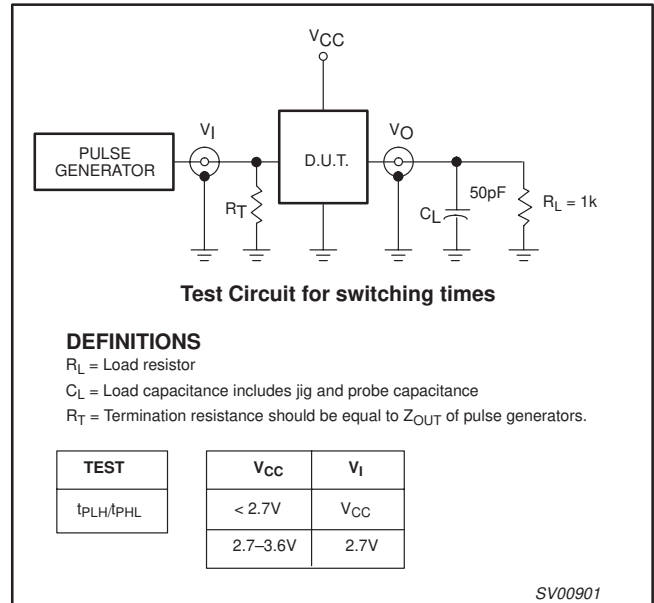 VCC
PULSE
GENERATOR
VI
RT
D.U.T.
VO
50pF
CL
RL = 1k
Test Circuit for switching times
DEFINITIONS
RL = Load resistor
CL = Load capacitance includes jig and probe capacitance
RT = Termination resistance should be equal to ZOUT of pulse generators.
TEST
tPLH/tPHL
VCC VI
< 2.7V VCC
2.7–3.6V 2.7V
SV00901